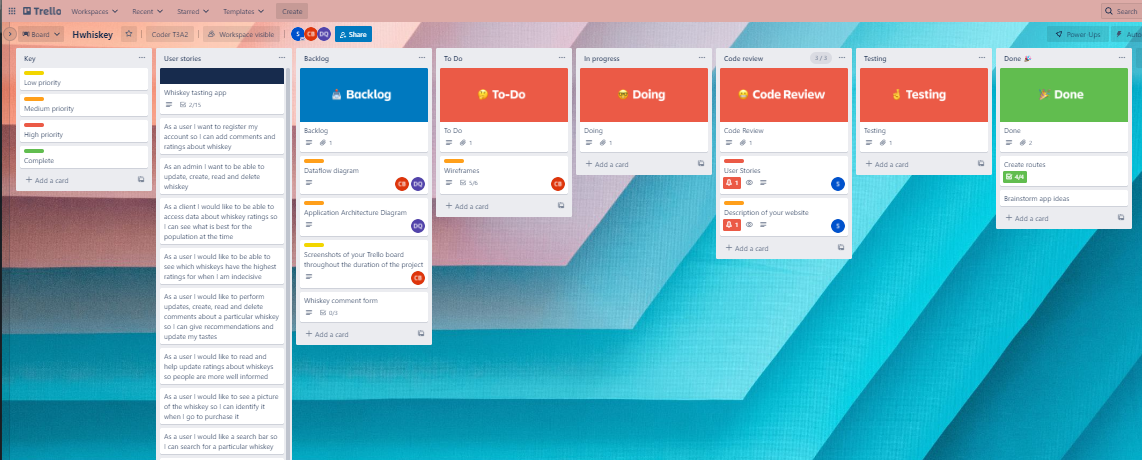 Trello
Workspaces
Recent
Starred
Templates
Create
Search
Board
Hwhiskey
Coder T3A2
Workspace visible
S
CB
DQ
Share
Power Ups
Key
Low priority
Medium priority
High priority
Complete
+ Add a card
User stories
Whiskey tasting app
2/15
As a user I want to register my
account so I can add comments and
ratings about whiskey
As an admin I want to be able to
update, create, read and delete
whiskey
As a client I would like to be able to
access data about whiskey ratings so
I can see what is best for the
population at the time
As a user I would like to be able to
see which whiskeys have the highest
ratings for when I am indecisive
As a user I would like to perform
updates, create, read and delete
comments about a particular whiskey
so I can give recommendations and
update my tastes
As a user I would like to read and
help update ratings about whiskeys
so people are more well informed
As a user I would like to see a picture
of the whiskey so I can identify it
when I go to purchase it
As a user I would like a search bar so
I can search for a particular whiskey
Backlog
Backlog
Backlog
1
Dataflow diagram
CB
DQ
Application Architecture Diagram
DQ
Screenshots of your Trello board
throughout the duration of the project
CB
Whiskey comment form
0/3
+ Add a card
To Do
To-Do
To Do
1
Wireframes
5/6
CB
+ Add a card
In progress
Doing
Doing
1
+ Add a card
Code review
Code Review
Code Review
1
User Stories
1
S
Description of your website
1
S
+ Add a card
Testing
Testing
Testing
1
+ Add a card
Done 🎉
Done
Done
2
Create routes
4/4
Brainstorm app ideas
+ Add a card